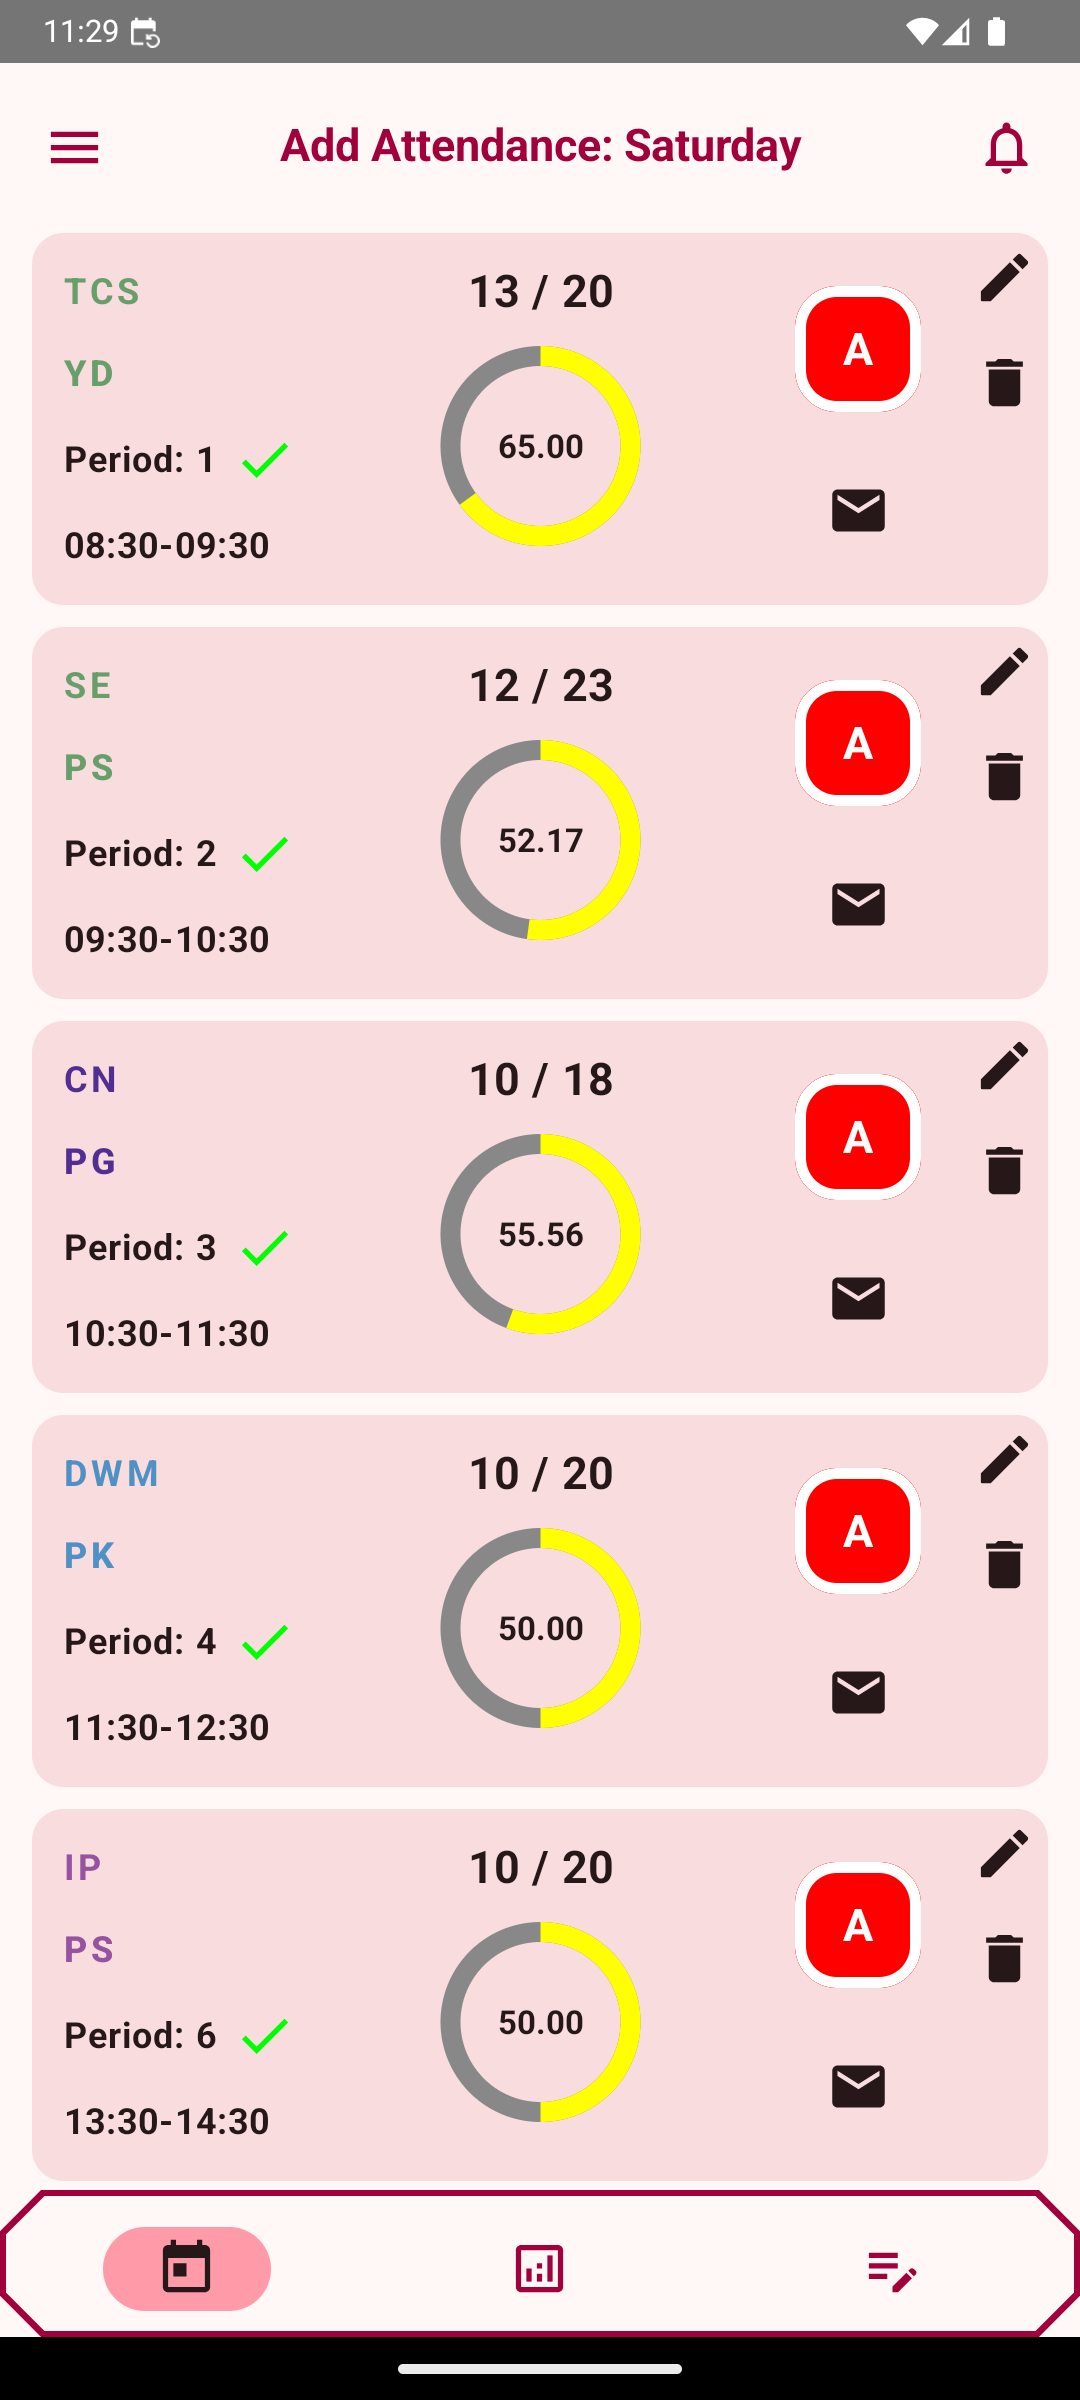 11:29
Add Attendance: Saturday
TCS
13 / 20
A
YD
65.00
Period: 1
08:30-09:30
SE
12 / 23
A
PS
52.17
Period: 2
09:30-10:30
CN
10 / 18
A
PG
55.56
Period: 3
10:30-11:30
DWM
10 / 20
A
PK
50.00
Period: 4
11:30-12:30
IP
10 / 20
A
PS
50.00
Period: 6
13:30-14:30